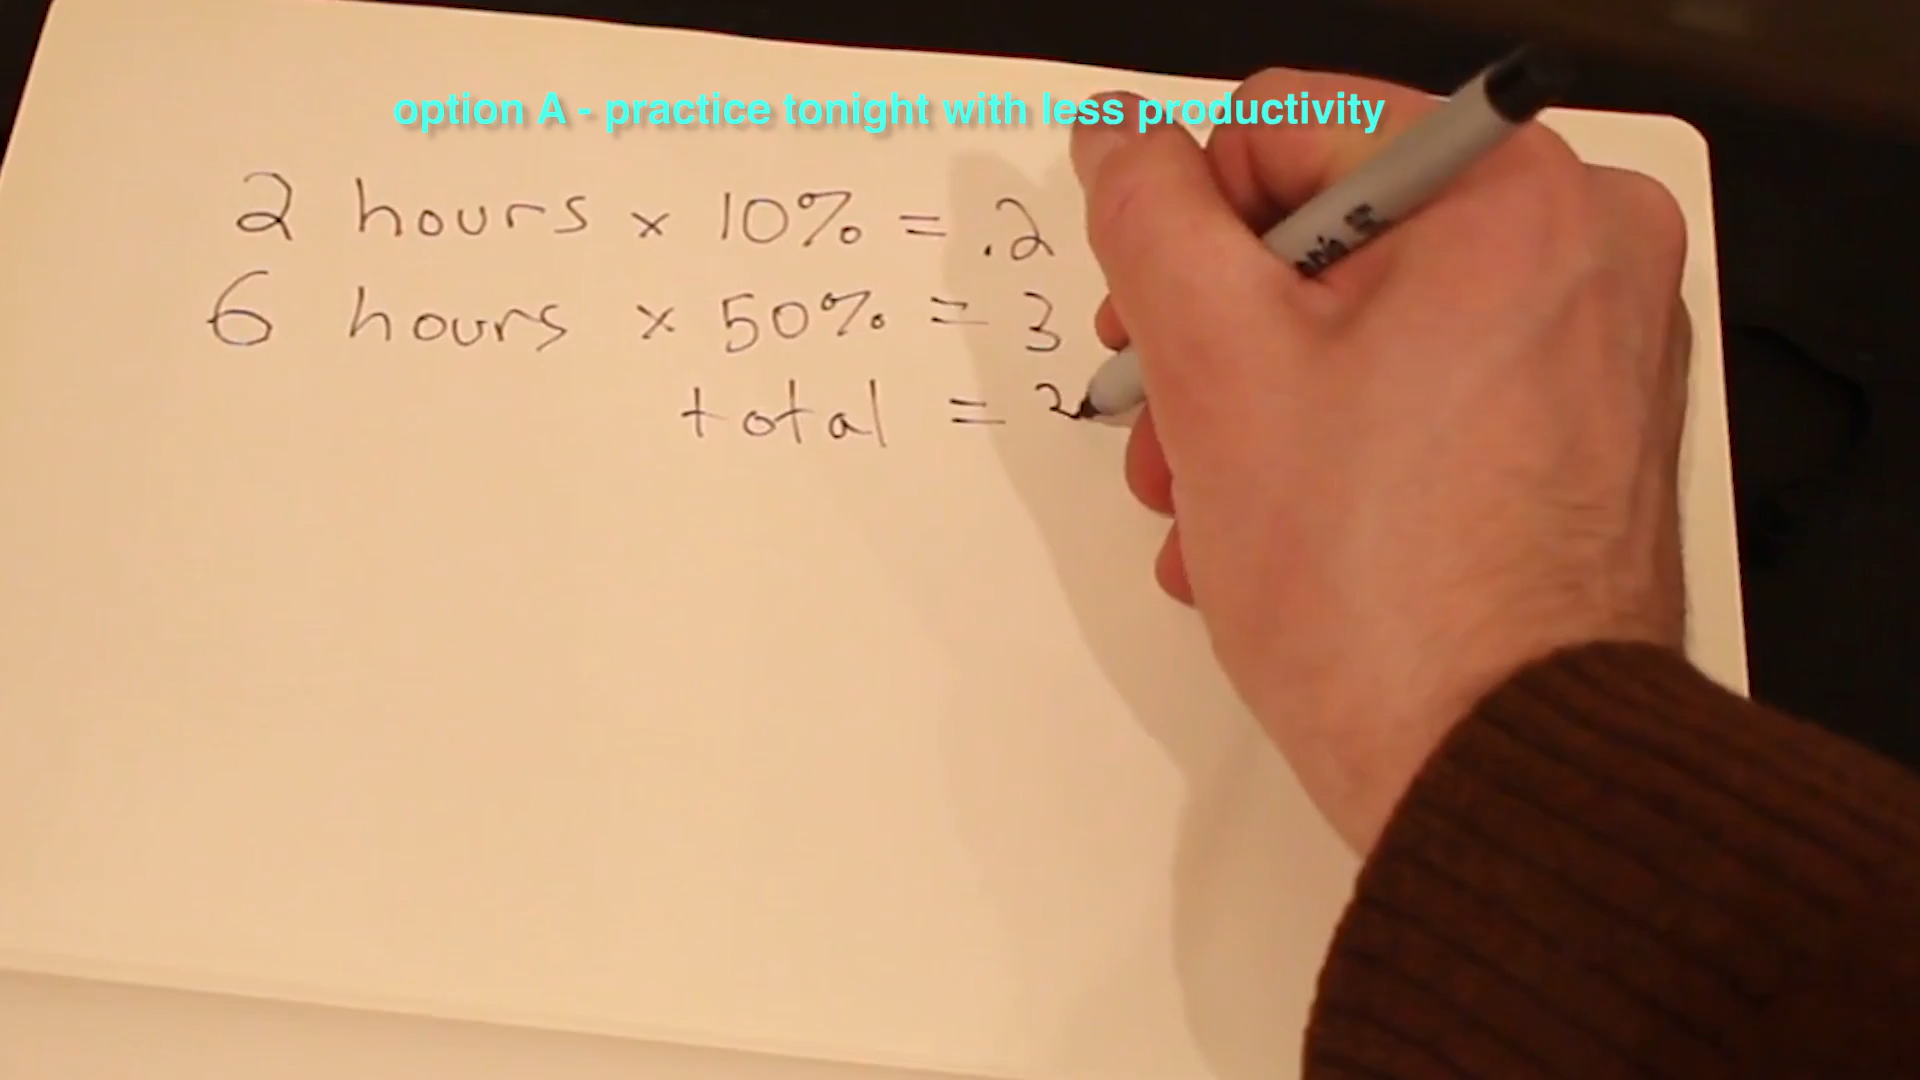 option A - practice tonight with less productivity
2 hours × 10% = .2
6 hours × 50% = 3
total =